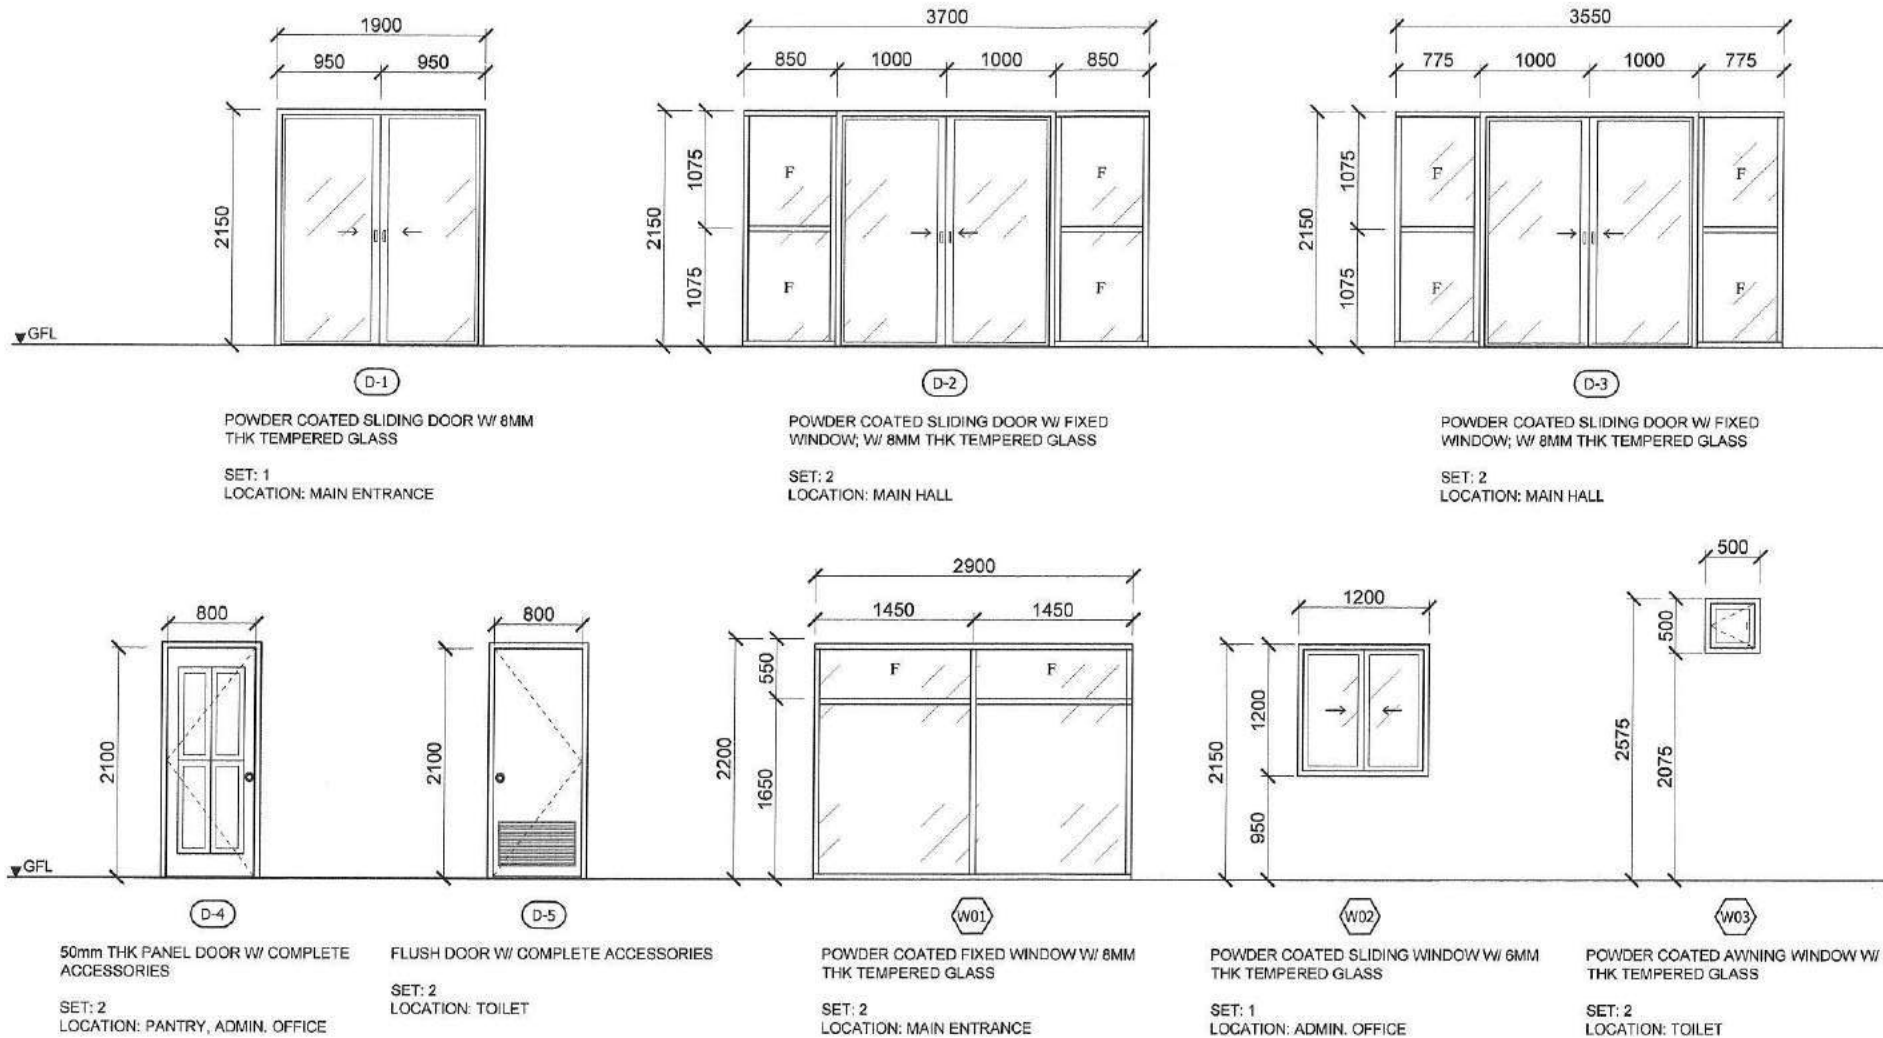 1900
950 950
2150
GFL
D-1
POWDER COATED SLIDING DOOR W/ 8MM
THK TEMPERED GLASS
SET: 1
LOCATION: MAIN ENTRANCE
3700
850 1000 1000 850
1075
2150
1075
F F
F F
D-2
POWDER COATED SLIDING DOOR W/ FIXED
WINDOW; W/ 8MM THK TEMPERED GLASS
SET: 2
LOCATION: MAIN HALL
3550
775 1000 1000 775
1075
2150
1075
F F
F F
D-3
POWDER COATED SLIDING DOOR W/ FIXED
WINDOW; W/ 8MM THK TEMPERED GLASS
SET: 2
LOCATION: MAIN HALL
800
2100
GFL
D-4
50mm THK PANEL DOOR W/ COMPLETE
ACCESSORIES
SET: 2
LOCATION: PANTRY, ADMIN. OFFICE
800
2100
D-5
FLUSH DOOR W/ COMPLETE ACCESSORIES
SET: 2
LOCATION: TOILET
2900
1450 1450
550
2200
1650
F F
W01
POWDER COATED FIXED WINDOW W/ 8MM
THK TEMPERED GLASS
SET: 2
LOCATION: MAIN ENTRANCE
1200
1200
2150
950
W02
POWDER COATED SLIDING WINDOW W/ 6MM
THK TEMPERED GLASS
SET: 1
LOCATION: ADMIN. OFFICE
500
500
2575
2075
W03
POWDER COATED AWNING WINDOW W/
THK TEMPERED GLASS
SET: 2
LOCATION: TOILET